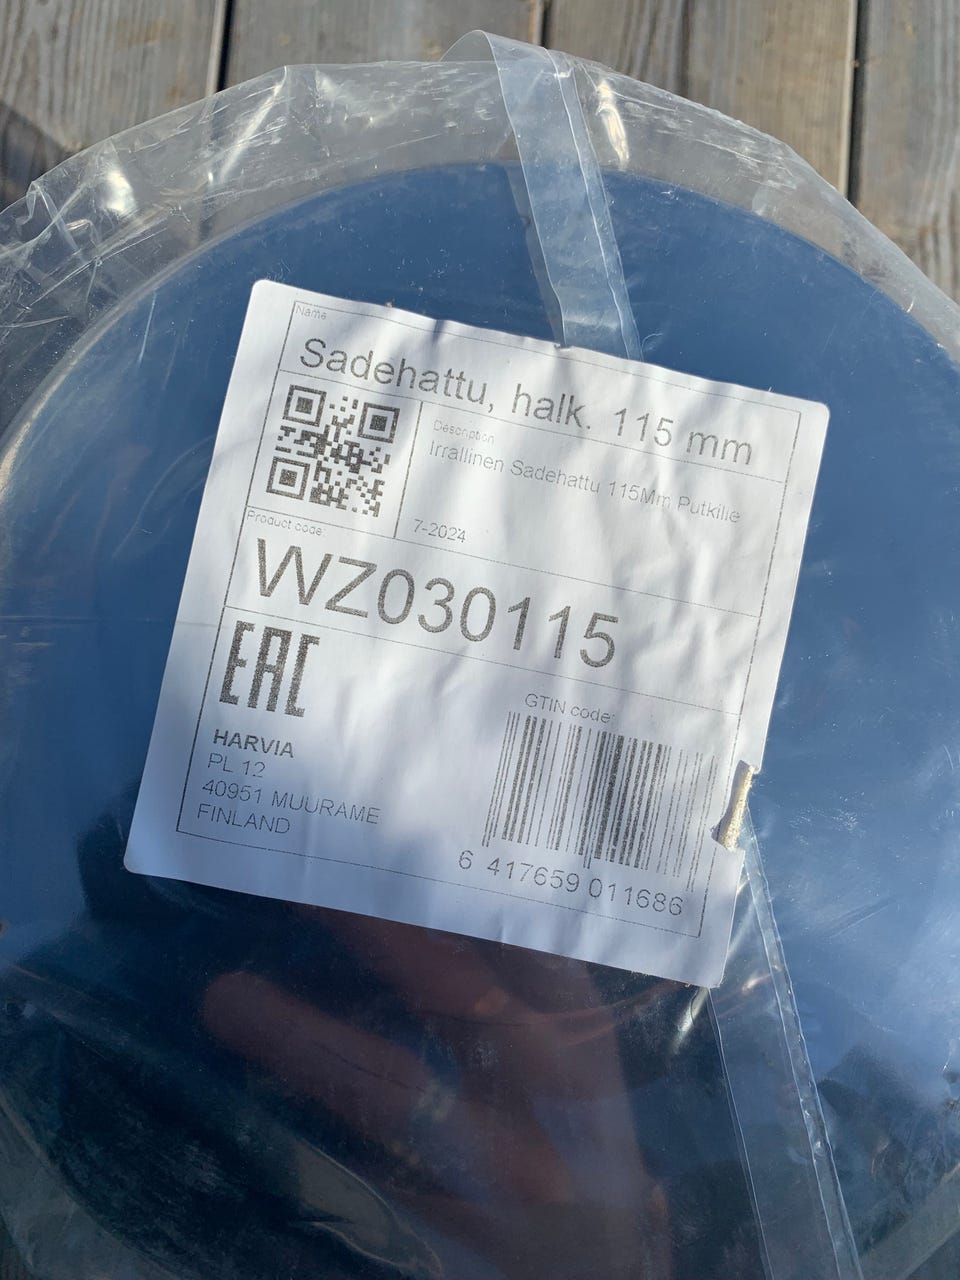 Name
Sadehattu, halk. 115 mm
Description
Irrallinen Sadehattu 115Mm Putkille
7-2024
Product code:
WZ030115
EAC
GTIN code:
HARVIA
PL 12
40951 MUURAME
FINLAND
6 417659 011686